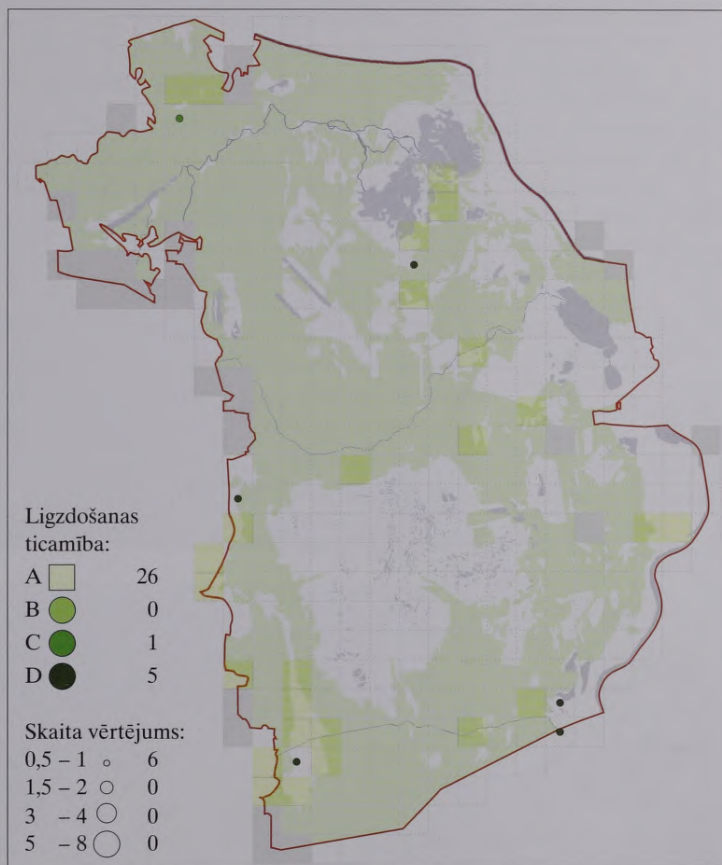 Ligzdošanas
ticamība:
A 26
B 0
C 1
D 5
Skaita vērtējums:
0,5 – 1 6
1,5 – 2 0
3 – 4 0
5 – 8 0